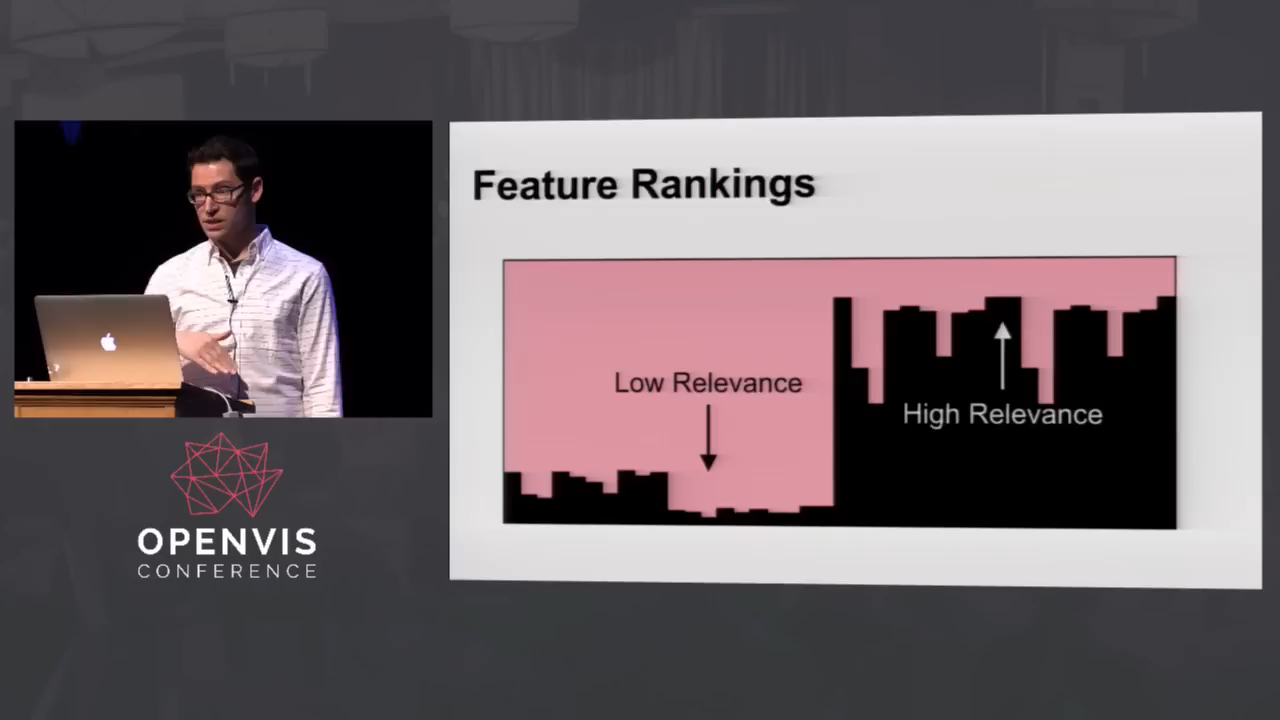 Feature Rankings
Low Relevance
High Relevance
OPENVIS
CONFERENCE